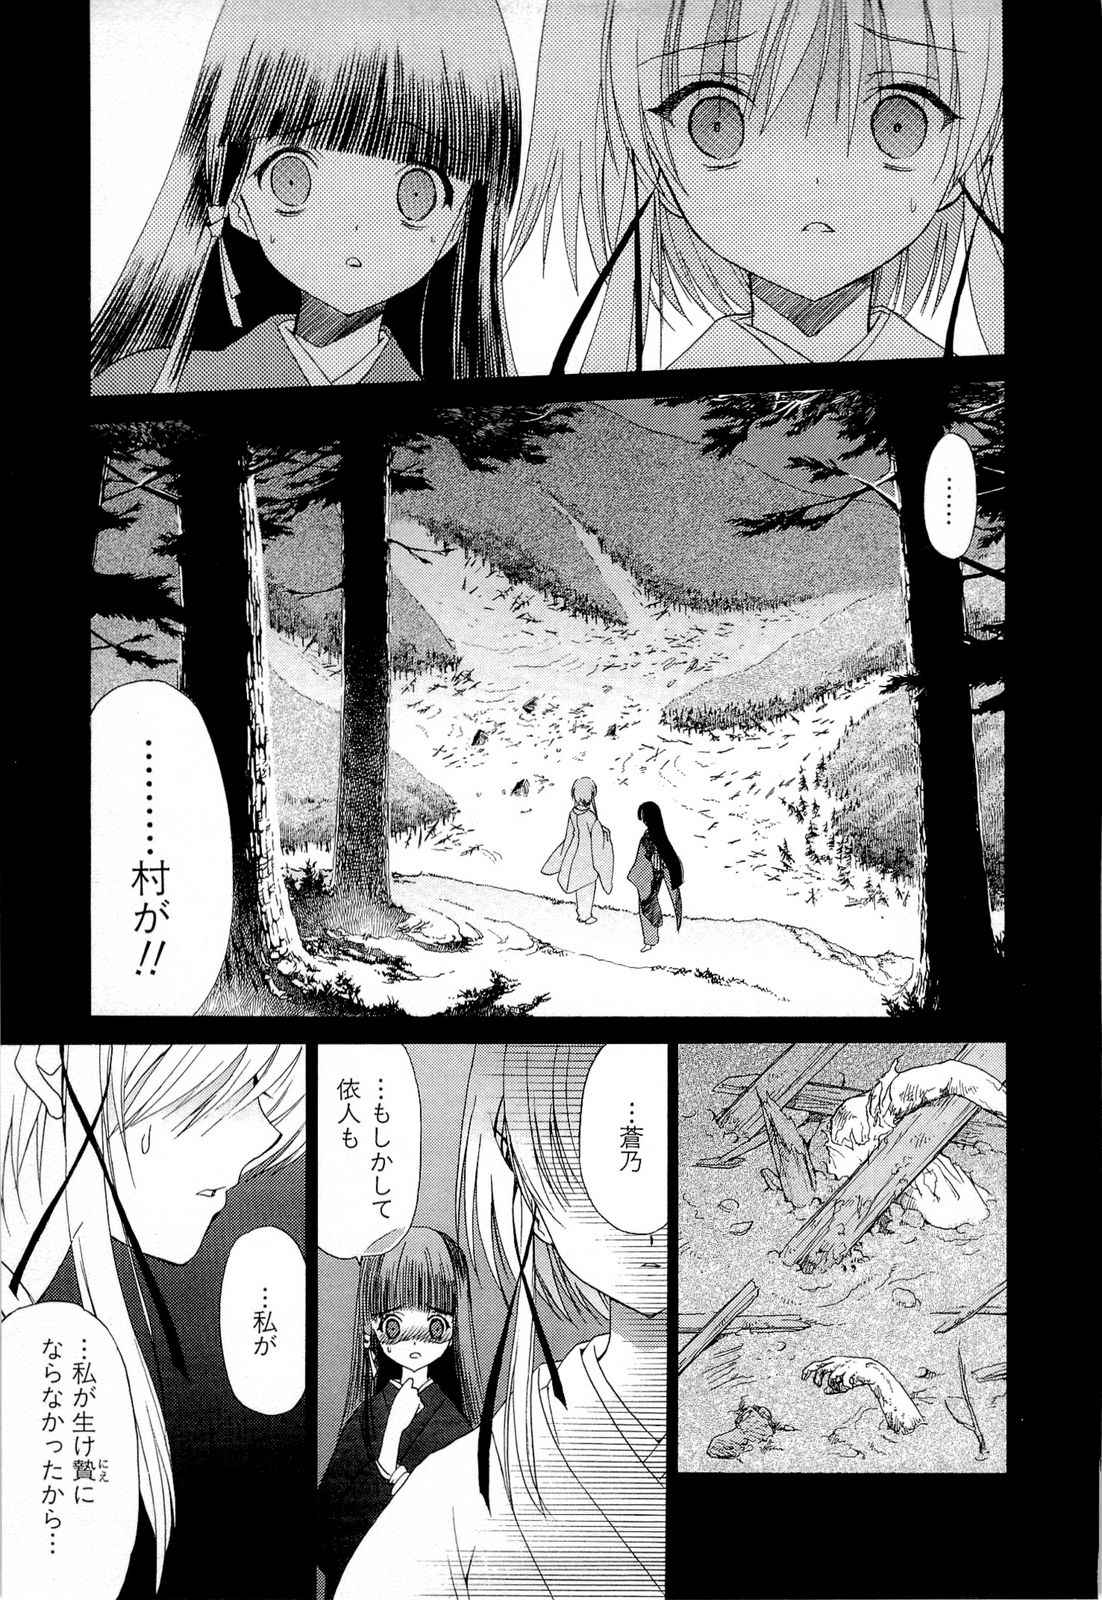 ……
………村が!!
…蒼乃
…もしかして
依人も
…私が
…私が生け贄に
にえ
ならなかったから…